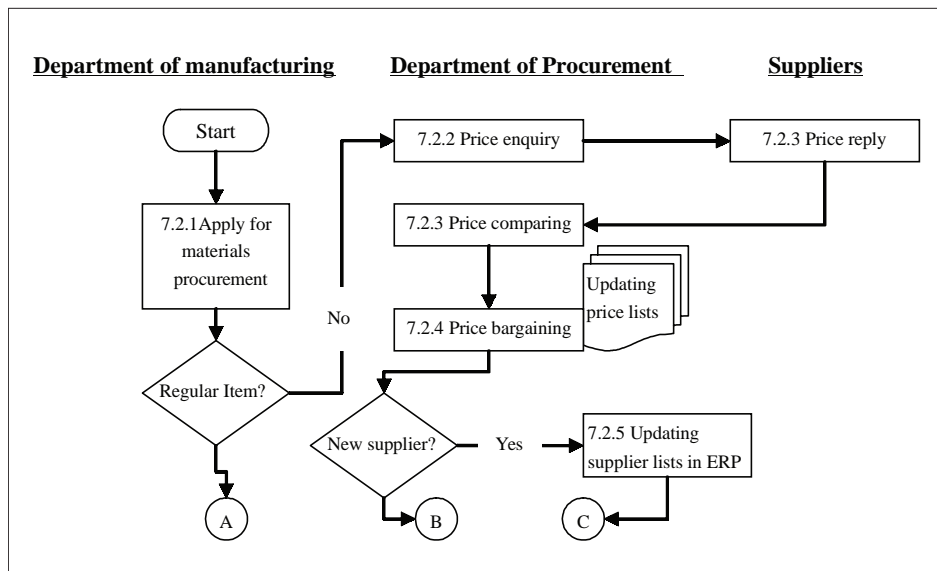 Department of manufacturing
Department of Procurement
Suppliers
Start
7.2.2 Price enquiry
7.2.3 Price reply
7.2.1Apply for
materials
procurement
7.2.3 Price comparing
Updating
price lists
No
7.2.4 Price bargaining
Regular Item?
New supplier?
Yes
7.2.5 Updating
supplier lists in ERP
A
B
C